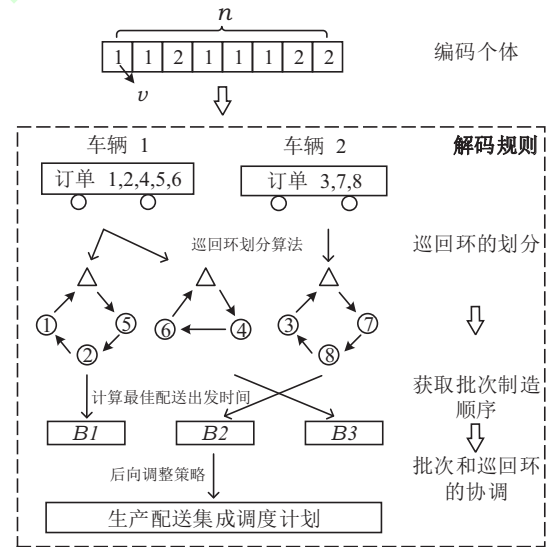 n
1 1 2 1 1 1 2 2
编码个体
v
车辆 1
车辆 2
解码规则
订单 1,2,4,5,6
订单 3,7,8
巡回环划分算法
巡回环的划分
① ⑤ ②
⑥ ④
③ ⑦ ⑧
计算最佳配送出发时间
获取批次制造
顺序
B1
B2
B3
后向调整策略
批次和巡回环
的协调
生产配送集成调度计划